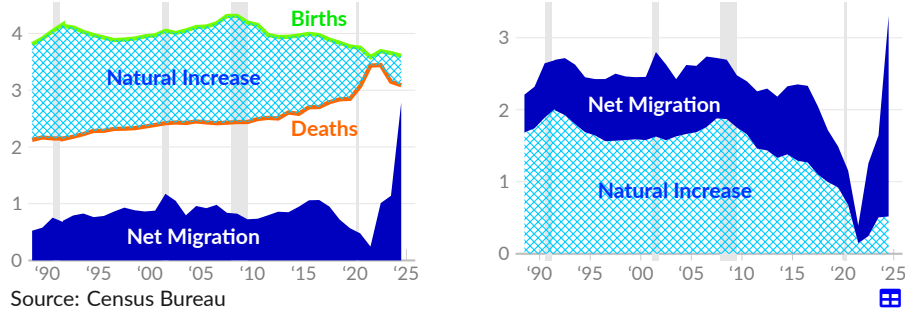 4
3
2
1
0
Births
Natural Increase
Deaths
Net Migration
‘90 ‘95 ‘00 ‘05 ‘10 ‘15 ‘20 ‘25
3
2
1
0
Net Migration
Natural Increase
‘90 ‘95 ‘00 ‘05 ‘10 ‘15 ‘20 ‘25
Source: Census Bureau